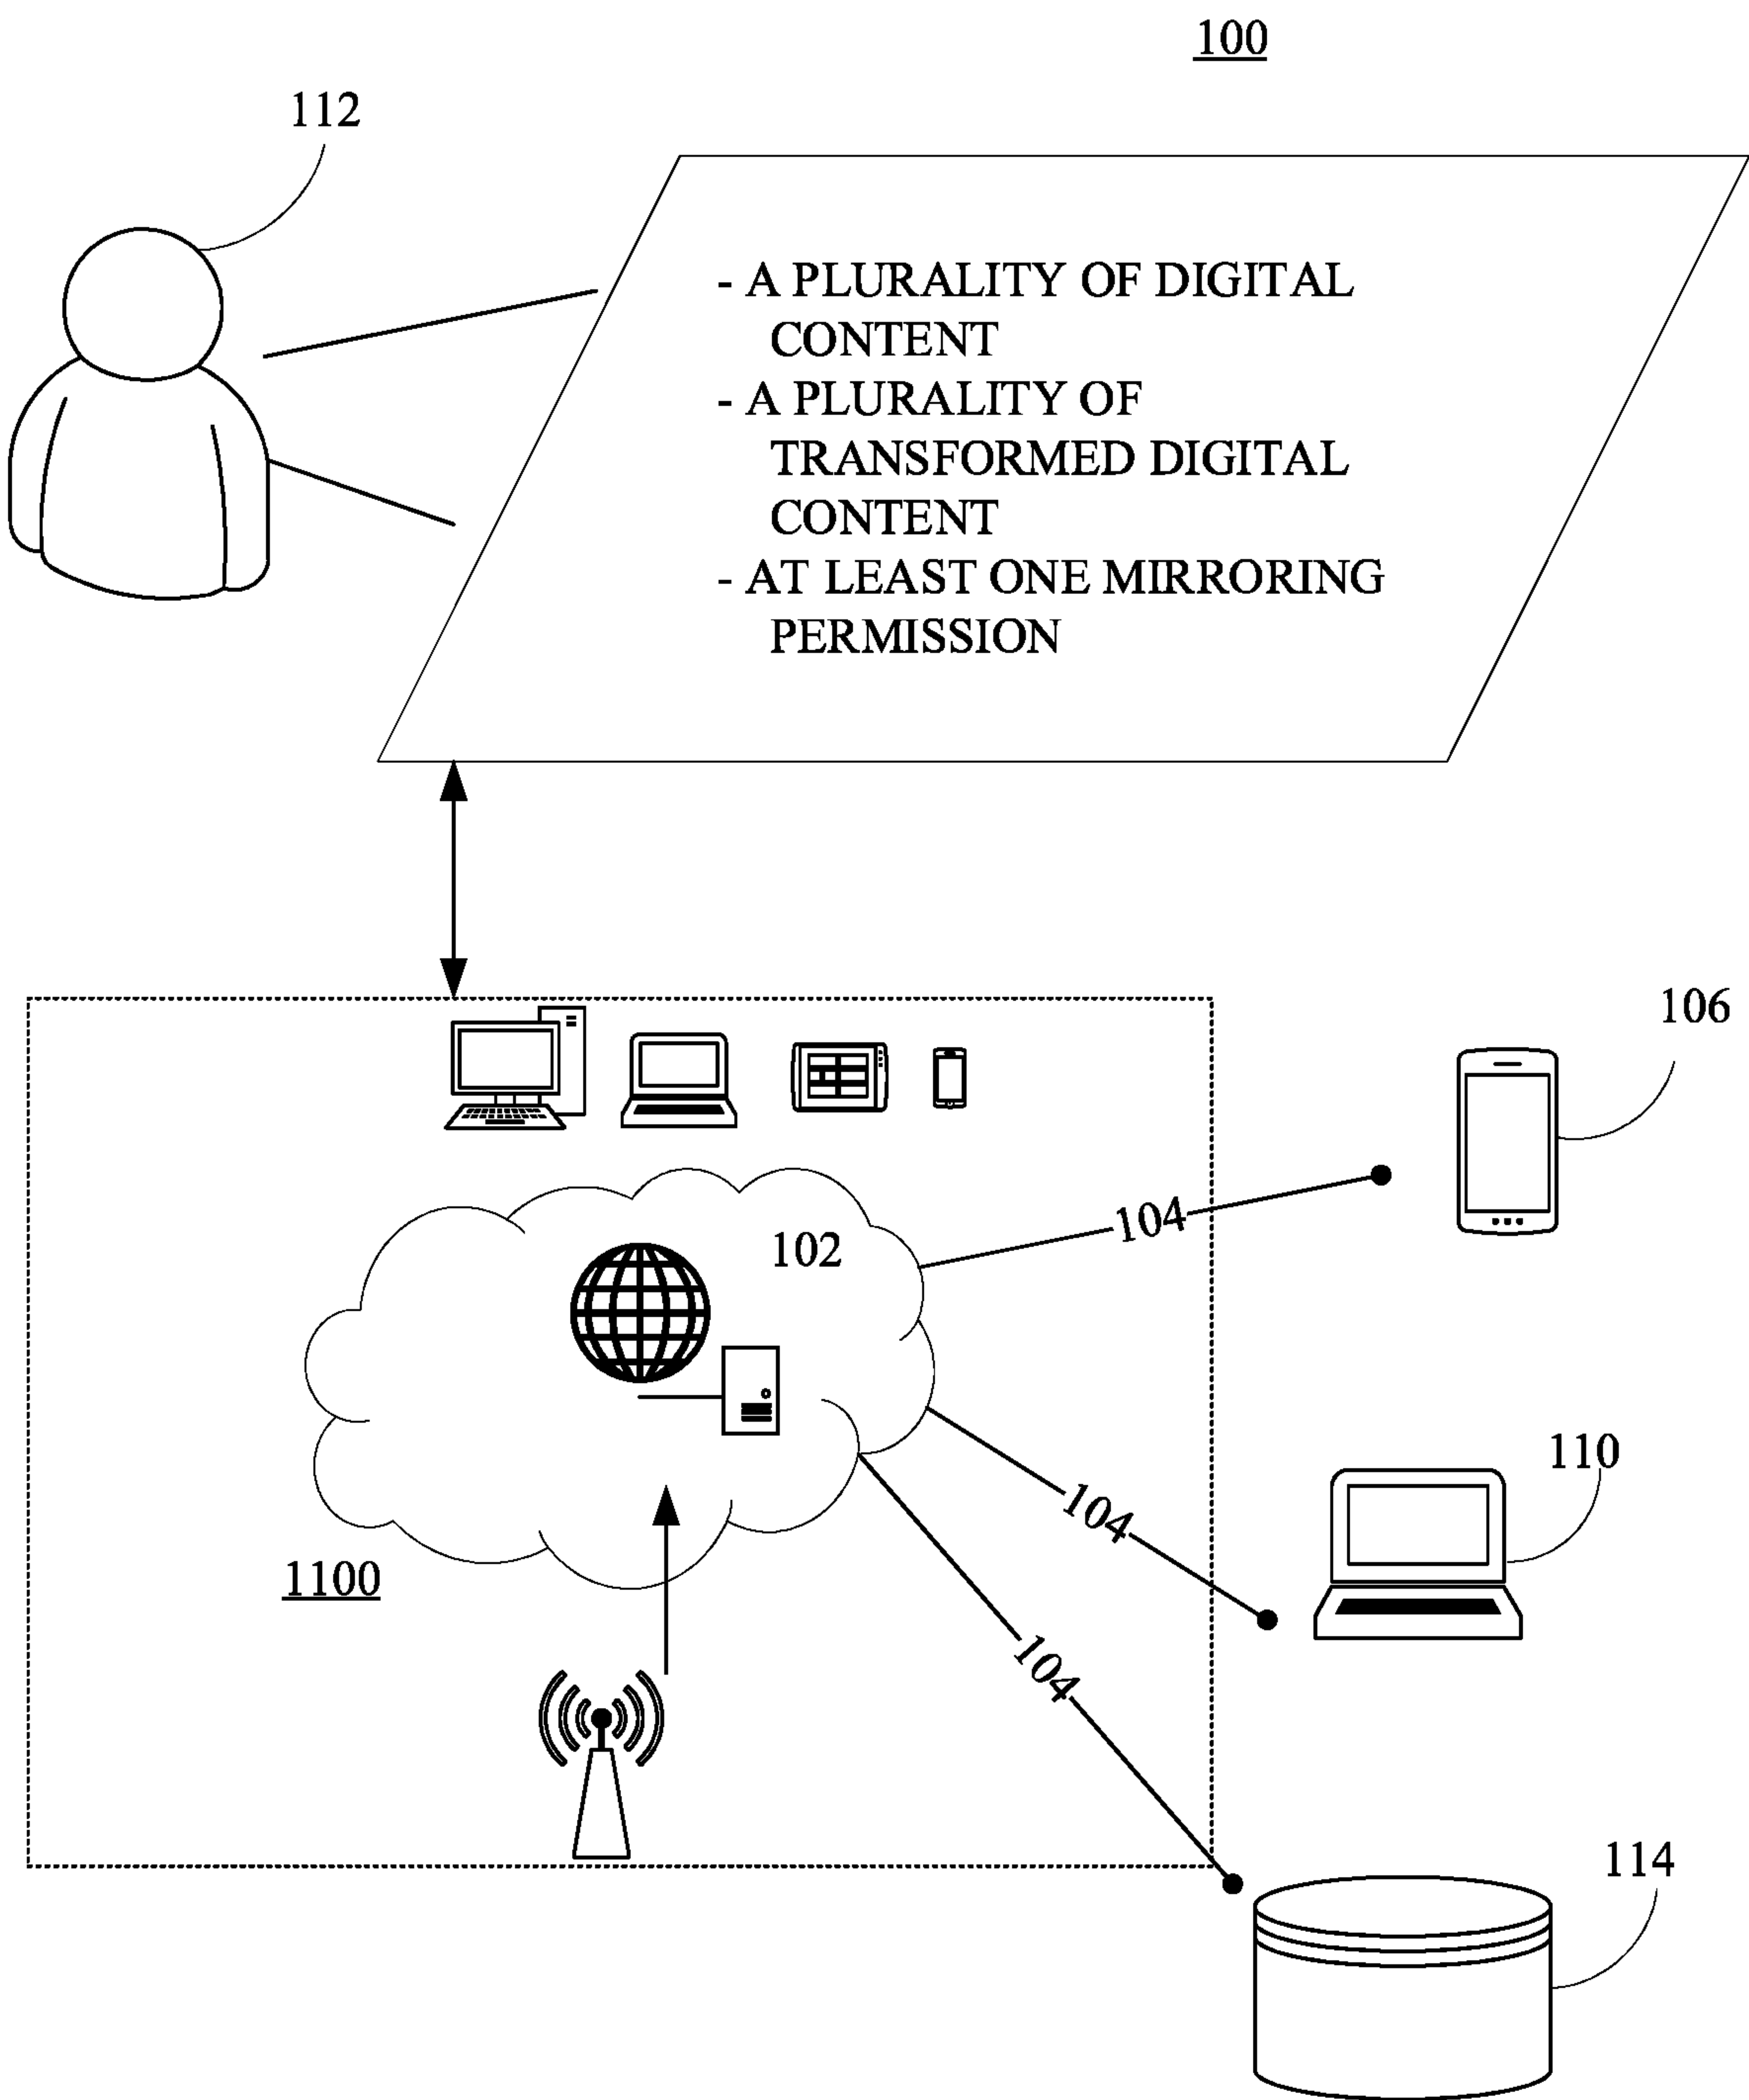 100
112
- A PLURALITY OF DIGITAL
CONTENT
- A PLURALITY OF
TRANSFORMED DIGITAL
CONTENT
- AT LEAST ONE MIRRORING
PERMISSION
106
104
102
110
104
1100
104
114